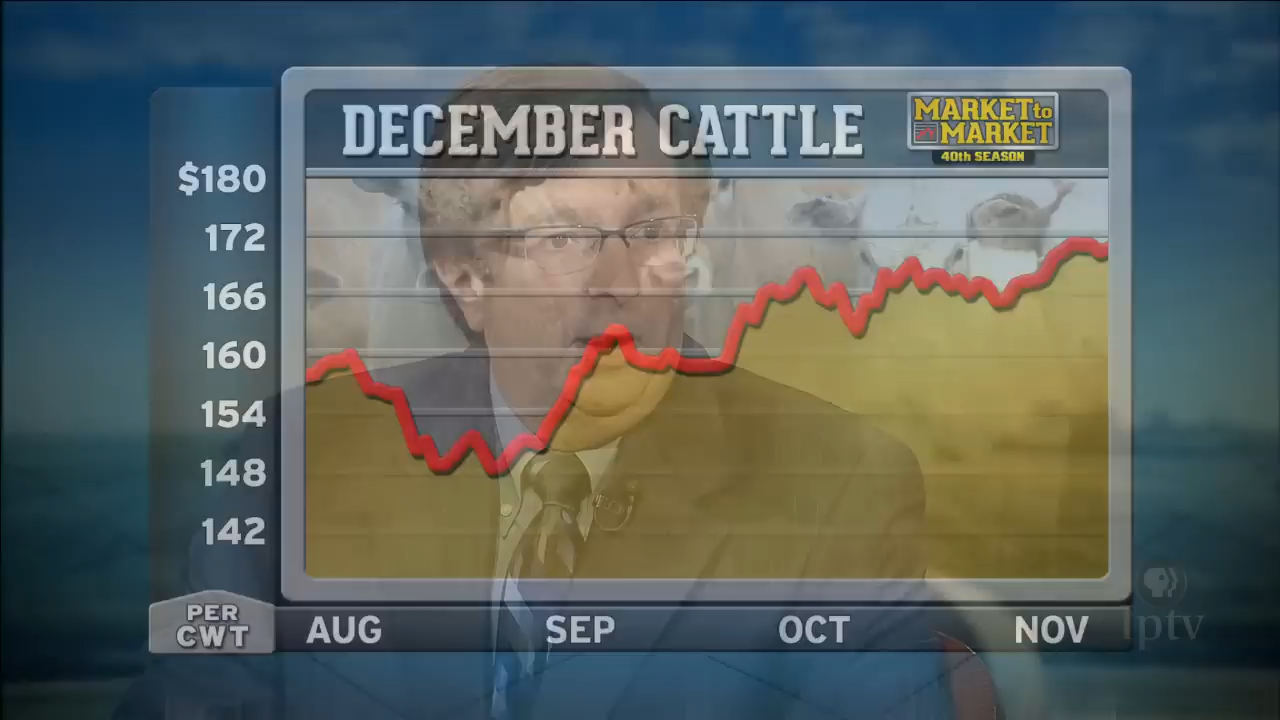 DECEMBER CATTLE
MARKET to
MARKET
40th SEASON
$180
172
166
160
154
148
142
PER
CWT
AUG SEP OCT NOV
iptv